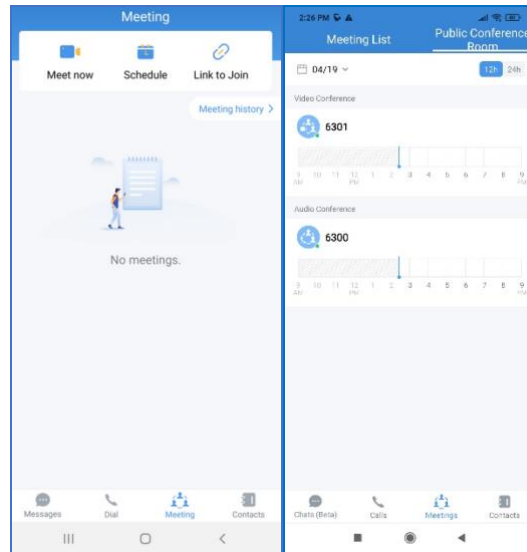 Meeting
Meet now
Schedule
Link to Join
Meeting history >
No meetings.
Messages
Dial
Meeting
Contacts
2:26 PM
Meeting List
Public Conference
Room
04/19
12h 24h
Video Conference
6301
9 10 11 12 1 2 3 4 5 6 7 8 9
AM PM PM
Audio Conference
6300
9 10 11 12 1 2 3 4 5 6 7 8 9
AM PM PM
Chats (Beta)
Calls
Meetings
Contacts